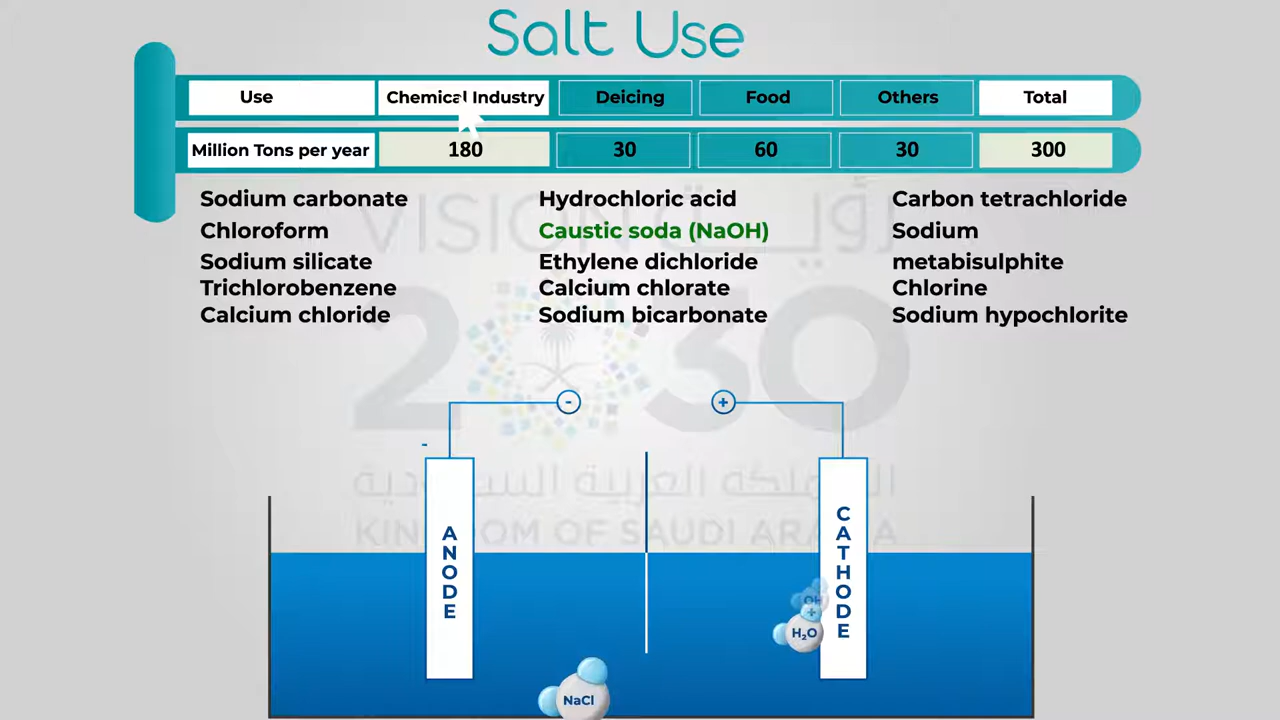 Salt Use
Use Chemical Industry Deicing Food Others Total
Million Tons per year 180 30 60 30 300
Sodium carbonate Hydrochloric acid Carbon tetrachloride
Chloroform Caustic soda (NaOH) Sodium
Sodium silicate Ethylene dichloride metabisulphite
Trichlorobenzene Calcium chlorate Chlorine
Calcium chloride Sodium bicarbonate Sodium hypochlorite
VISION رؤيـــة
2030
- +
-
المملكة العربية السعودية
KINGDOM OF SAUDI ARABIA
ANODE
CATHODE
OH
+
H₂O
NaCl